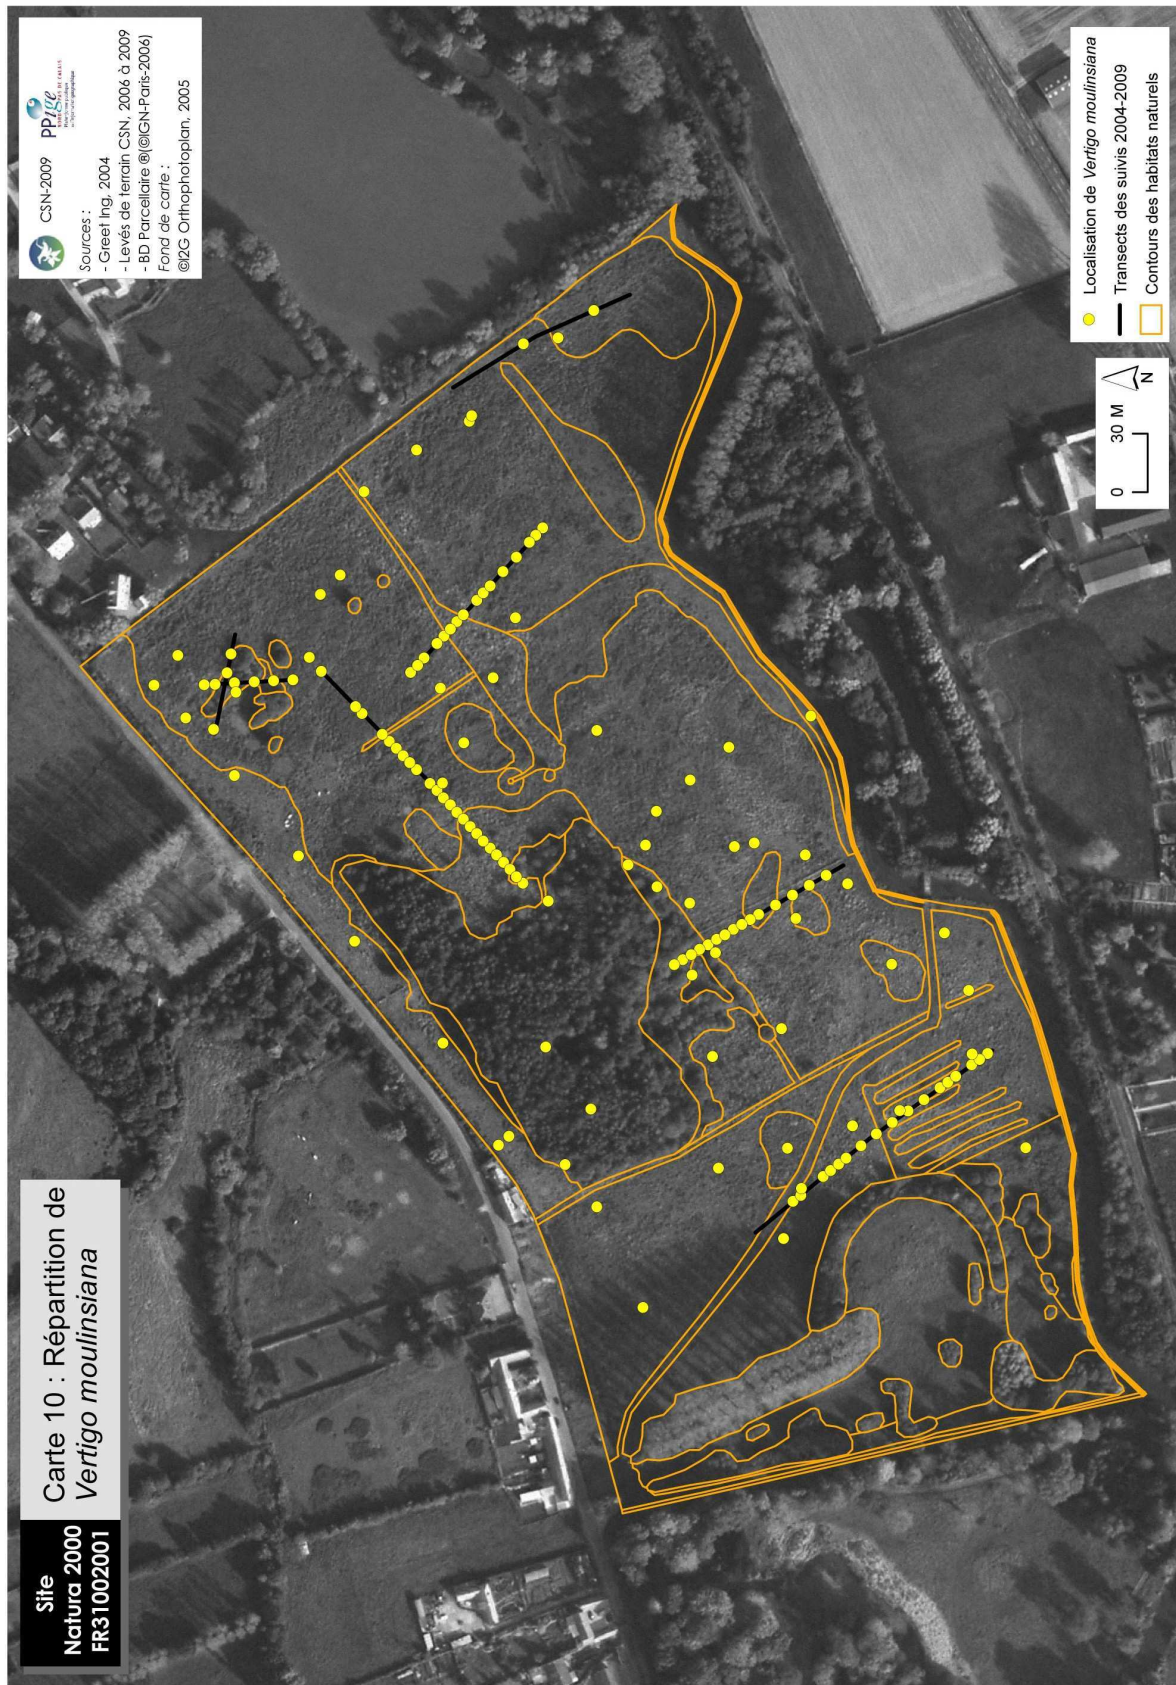 Site
Natura 2000
FR31002001
Carte 10 : Répartition de
Vertigo moulinsiana
CSN-2009
PPige
Sources :
- Greet Ing, 2004
- Levés de terrain CSN, 2006 à 2009
- BD Parcellaire ®(©IGN-Paris-2006)
Fond de carte :
©I2G Orthophotoplan, 2005
0 30 M
N
Localisation de Vertigo moulinsiana
Transects des suivis 2004-2009
Contours des habitats naturels